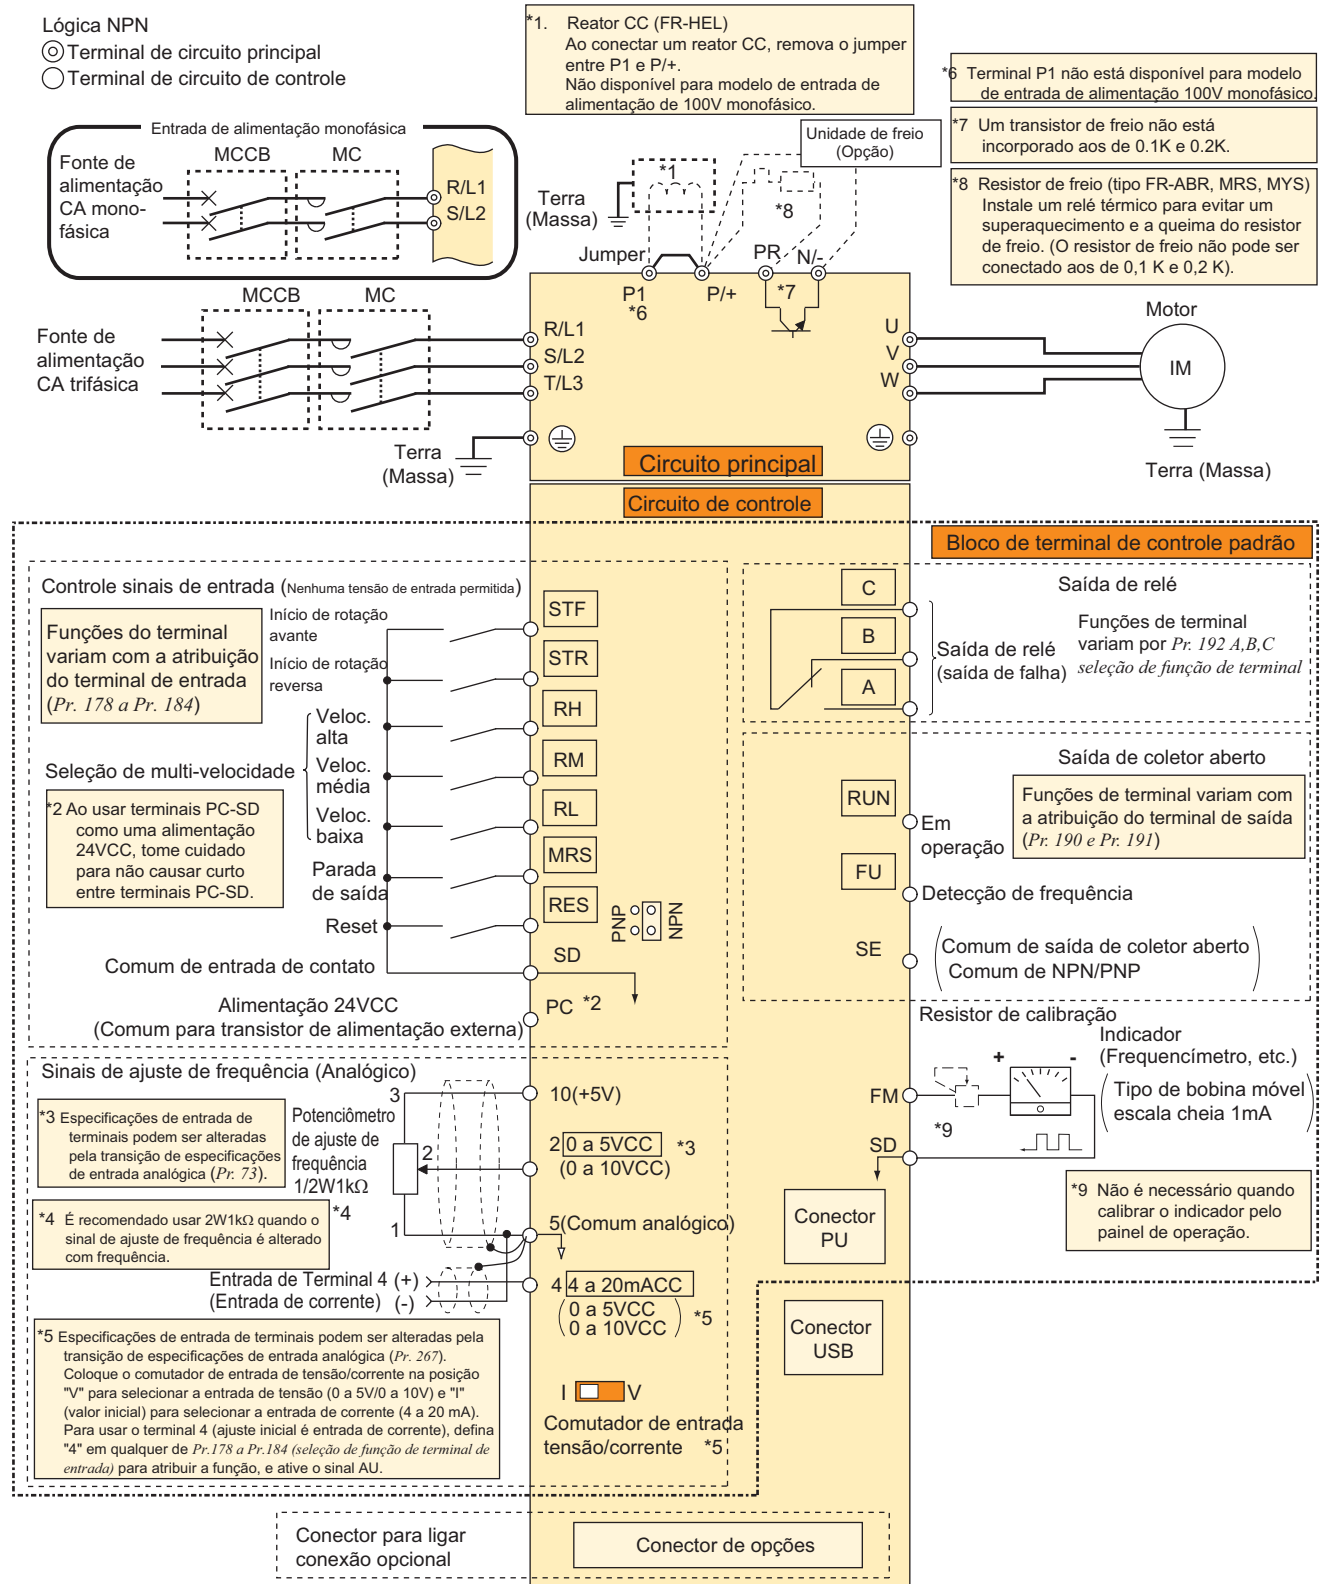 Lógica NPN
Terminal de circuito principal
Terminal de circuito de controle
*1. Reator CC (FR-HEL)
Ao conectar um reator CC, remova o jumper
entre P1 e P/+.
Não disponível para modelo de entrada de
alimentação de 100V monofásico.
*6 Terminal P1 não está disponível para modelo
de entrada de alimentação 100V monofásico.
*7 Um transistor de freio não está
incorporado aos de 0.1K e 0.2K.
*8 Resistor de freio (tipo FR-ABR, MRS, MYS)
Instale um relé térmico para evitar um
superaquecimento e a queima do resistor
de freio. (O resistor de freio não pode ser
conectado aos de 0,1 K e 0,2 K).
Entrada de alimentação monofásica
Fonte de
alimentação
CA mono-
fásica
MCCB
MC
R/L1
S/L2
Unidade de freio
(Opção)
*1
*8
Terra
(Massa)
Jumper
PR
N/-
P1
*6
P/+
*7
MCCB
MC
Fonte de
alimentação
CA trifásica
R/L1
S/L2
T/L3
U
V
W
Motor
IM
Terra
(Massa)
Terra (Massa)
Circuito principal
Circuito de controle
Bloco de terminal de controle padrão
Controle sinais de entrada (Nenhuma tensão de entrada permitida)
Funções do terminal
variam com a atribuição
do terminal de entrada
(Pr. 178 a Pr. 184)
Início de rotação
avante
Início de rotação
reversa
Seleção de multi-velocidade
Veloc.
alta
Veloc.
média
Veloc.
baixa
*2 Ao usar terminais PC-SD
como uma alimentação
24VCC, tome cuidado
para não causar curto
entre terminais PC-SD.
Parada
de saída
Reset
Comum de entrada de contato
Alimentação 24VCC
(Comum para transistor de alimentação externa)
STF
STR
RH
RM
RL
MRS
RES
PNP
NPN
SD
PC *2
C
B
A
Saída de relé
Saída de relé
(saída de falha)
Funções de terminal
variam por Pr. 192 A,B,C
seleção de função de terminal
Saída de coletor aberto
RUN
Em
operação
Funções de terminal variam com
a atribuição do terminal de saída
(Pr. 190 e Pr. 191)
FU
Detecção de frequência
SE
Comum de saída de coletor aberto
Comum de NPN/PNP
Sinais de ajuste de frequência (Analógico)
*3 Especificações de entrada de
terminais podem ser alteradas
pela transição de especificações
de entrada analógica (Pr. 73).
Potenciômetro
de ajuste de
frequência
1/2W1kΩ
*4
*4 É recomendado usar 2W1kΩ quando o
sinal de ajuste de frequência é alterado
com frequência.
3
2
1
10(+5V)
2 0 a 5VCC *3
(0 a 10VCC)
5(Comum analógico)
Entrada de Terminal 4 (+)
(Entrada de corrente) (-)
4 4 a 20mACC
(0 a 5VCC
0 a 10VCC) *5
*5 Especificações de entrada de terminais podem ser alteradas pela
transição de especificações de entrada analógica (Pr. 267).
Coloque o comutador de entrada de tensão/corrente na posição
"V" para selecionar a entrada de tensão (0 a 5V/0 a 10V) e "I"
(valor inicial) para selecionar a entrada de corrente (4 a 20 mA).
Para usar o terminal 4 (ajuste inicial é entrada de corrente), defina
"4" em qualquer de Pr.178 a Pr.184 (seleção de função de terminal de
entrada) para atribuir a função, e ative o sinal AU.
I V
Comutador de entrada
tensão/corrente *5
Resistor de calibração
Indicador
(Frequencímetro, etc.)
+
-
Tipo de bobina móvel
escala cheia 1mA
FM
*9
SD
*9 Não é necessário quando
calibrar o indicador pelo
painel de operação.
Conector
PU
Conector
USB
Conector para ligar
conexão opcional
Conector de opções